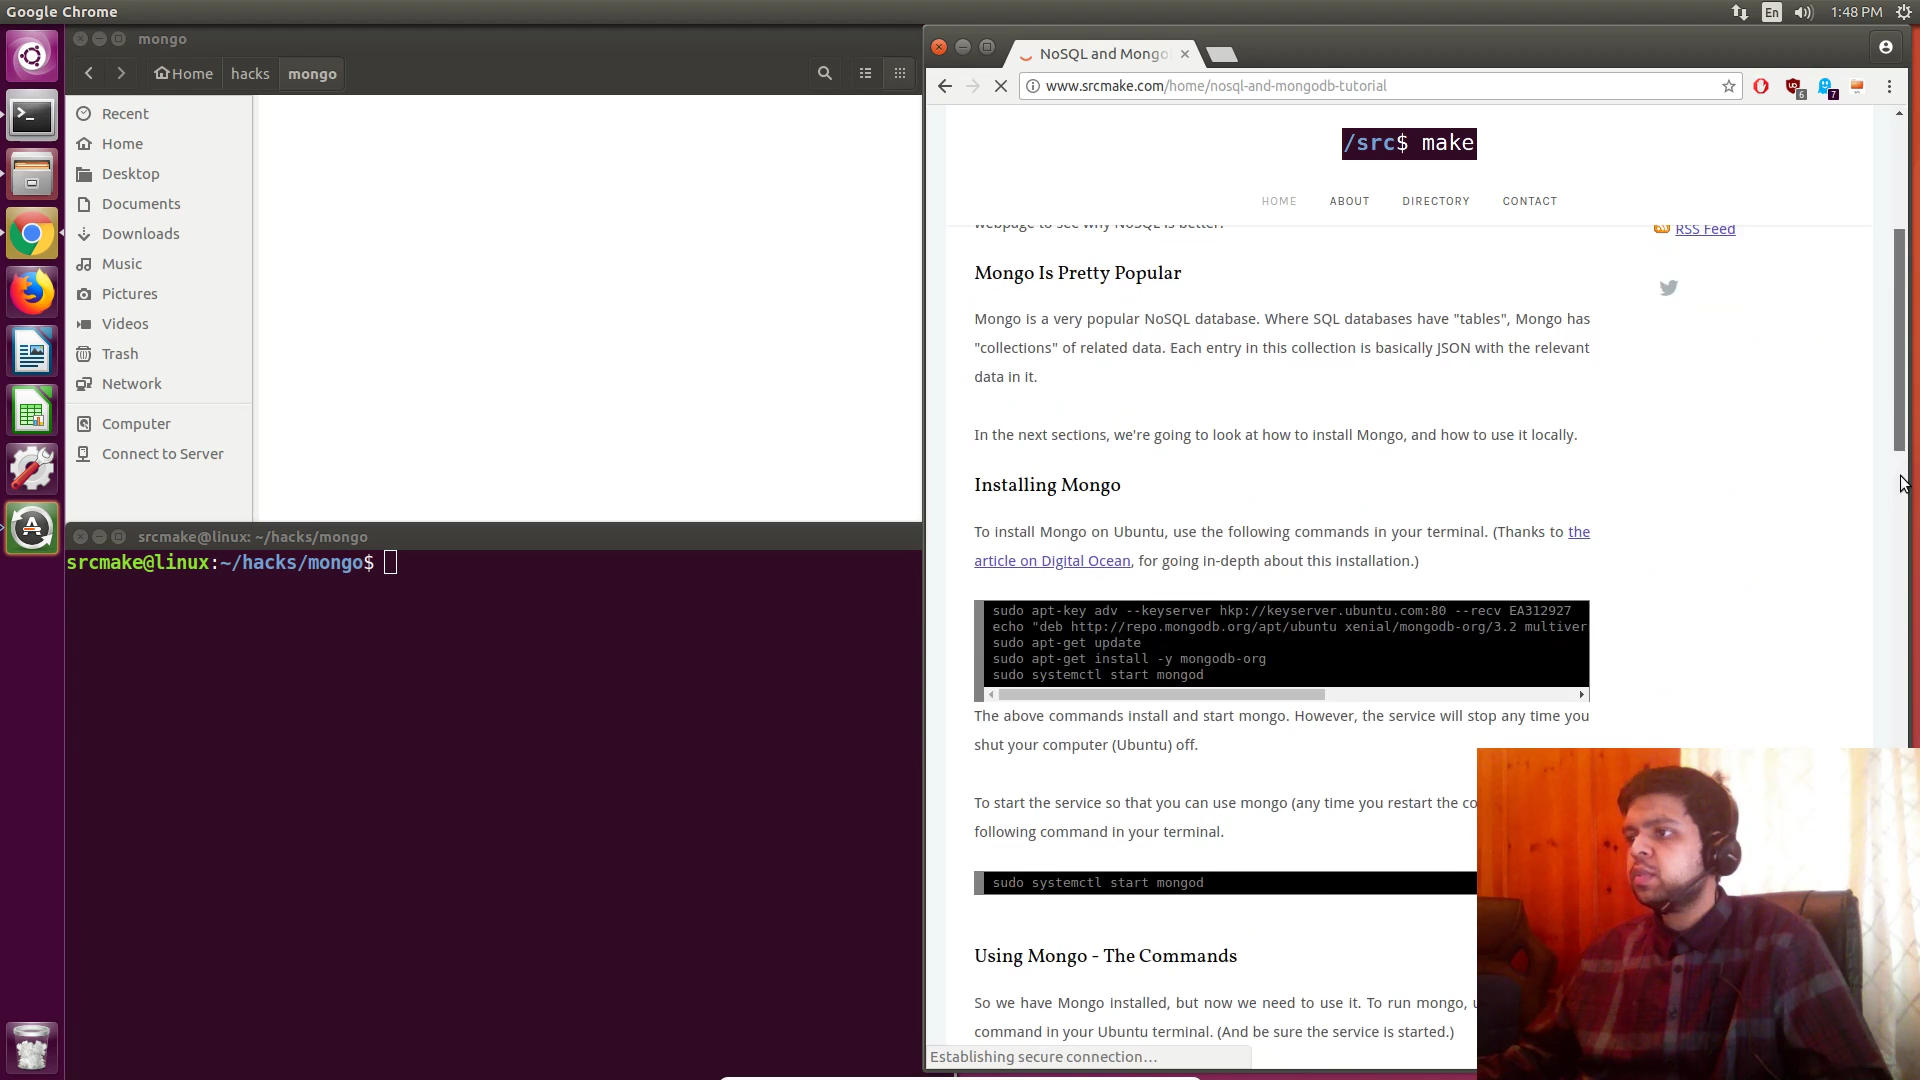 Google Chrome
En
1:48 PM
mongo
Home
hacks
mongo
Recent
Home
Desktop
Documents
Downloads
Music
Pictures
Videos
Trash
Network
Computer
Connect to Server
srcmake@linux: ~/hacks/mongo
srcmake@linux:~/hacks/mongo$
NoSQL and Mongo
www.srcmake.com/home/nosql-and-mongodb-tutorial
6
7
/src$ make
HOME
ABOUT
DIRECTORY
CONTACT
webpage to see why NoSQL is better.
RSS Feed
Mongo Is Pretty Popular
Mongo is a very popular NoSQL database. Where SQL databases have "tables", Mongo has
"collections" of related data. Each entry in this collection is basically JSON with the relevant
data in it.
In the next sections, we're going to look at how to install Mongo, and how to use it locally.
Installing Mongo
To install Mongo on Ubuntu, use the following commands in your terminal. (Thanks to the
article on Digital Ocean, for going in-depth about this installation.)
sudo apt-key adv --keyserver hkp://keyserver.ubuntu.com:80 --recv EA312927
echo "deb http://repo.mongodb.org/apt/ubuntu xenial/mongodb-org/3.2 multiver
sudo apt-get update
sudo apt-get install -y mongodb-org
sudo systemctl start mongod
The above commands install and start mongo. However, the service will stop any time you
shut your computer (Ubuntu) off.
To start the service so that you can use mongo (any time you restart the co
following command in your terminal.
sudo systemctl start mongod
Using Mongo - The Commands
So we have Mongo installed, but now we need to use it. To run mongo,
command in your Ubuntu terminal. (And be sure the service is started.)
Establishing secure connection...